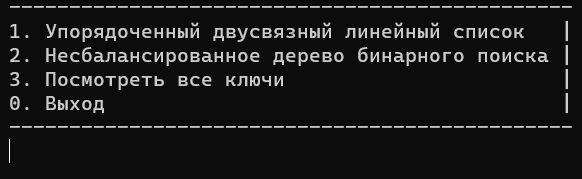 -----------------------------------------------
1. Упорядоченный двусвязный линейный список   |
2. Несбалансированное дерево бинарного поиска |
3. Посмотреть все ключи                       |
0. Выход                                      |
-----------------------------------------------